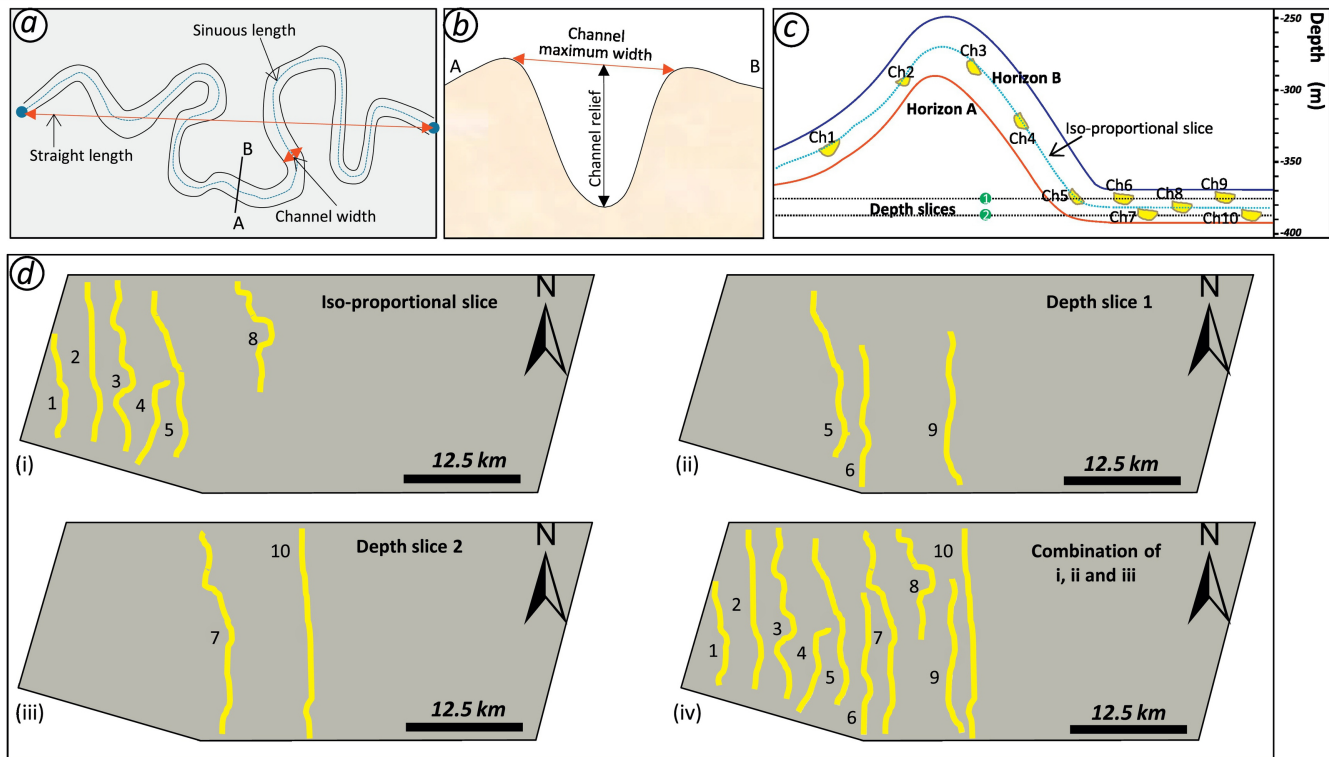 a
Sinuous length
Straight length
B
A
Channel width
b
Channel
maximum width
A
B
Channel relief
c
Ch1
Ch2
Ch3
Horizon B
Horizon A
Ch4
Iso-proportional slice
Ch5
Ch6
Ch8
Ch9
Ch7
Ch10
1
Depth slices
2
-250
-300
-350
-400
Depth (m)
d
Iso-proportional slice
N
1
2
3
4
5
8
12.5 km
(i)
Depth slice 1
N
5
6
9
12.5 km
(ii)
Depth slice 2
N
7
10
12.5 km
(iii)
Combination of
i, ii and iii
N
1
2
3
4
5
6
7
8
9
10
12.5 km
(iv)